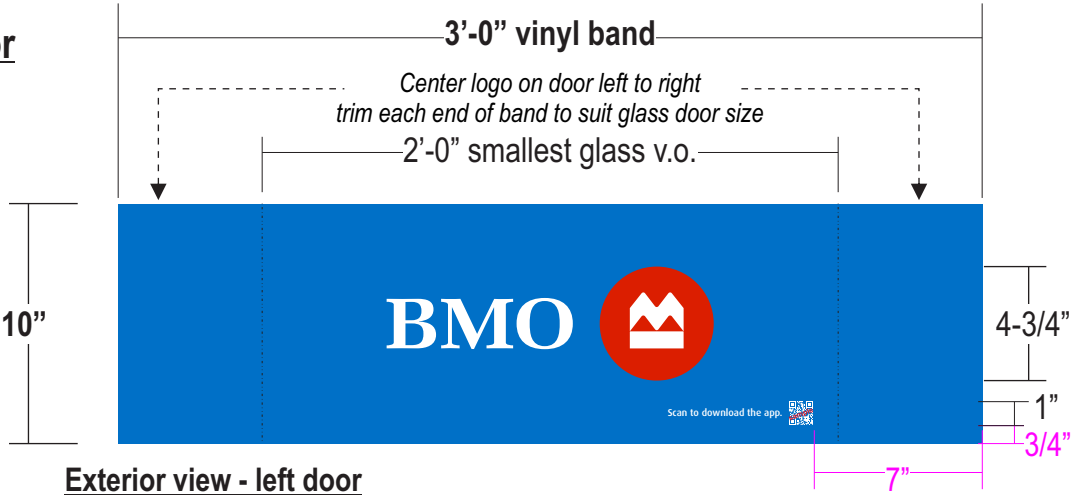 3’-0” vinyl band
or
Center logo on door left to right
trim each end of band to suit glass door size
2’-0” smallest glass v.o.
10”
BMO
4-3/4”
1”
Scan to download the app.
3/4”
7”
Exterior view - left door